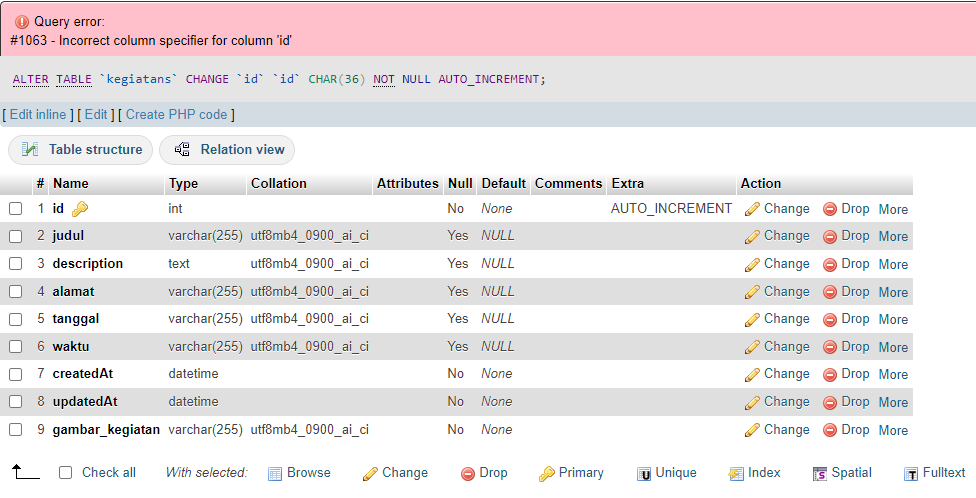 Query error:
#1063 - Incorrect column specifier for column 'id'
ALTER TABLE `kegiatans` CHANGE `id` `id` CHAR(36) NOT NULL AUTO_INCREMENT;
[ Edit inline ] [ Edit ] [ Create PHP code ]
Table structure Relation view
# Name Type Collation Attributes Null Default Comments Extra Action
1 id int No None AUTO_INCREMENT Change Drop More
2 judul varchar(255) utf8mb4_0900_ai_ci Yes NULL Change Drop More
3 description text utf8mb4_0900_ai_ci Yes NULL Change Drop More
4 alamat varchar(255) utf8mb4_0900_ai_ci Yes NULL Change Drop More
5 tanggal varchar(255) utf8mb4_0900_ai_ci Yes NULL Change Drop More
6 waktu varchar(255) utf8mb4_0900_ai_ci Yes NULL Change Drop More
7 createdAt datetime No None Change Drop More
8 updatedAt datetime No None Change Drop More
9 gambar_kegiatan varchar(255) utf8mb4_0900_ai_ci No None Change Drop More
Check all With selected: Browse Change Drop Primary Unique Index Spatial Fulltext